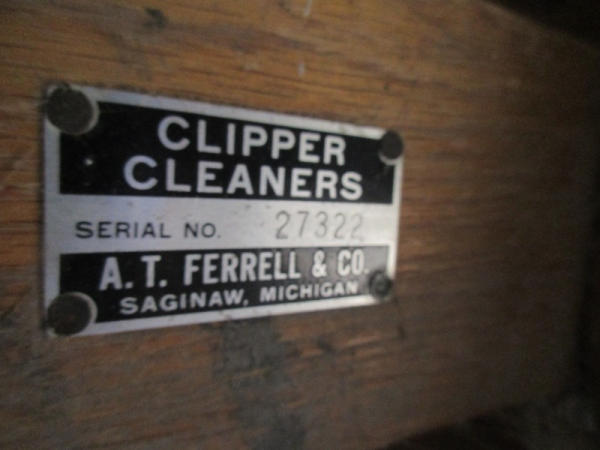 CLIPPER
CLEANERS
SERIAL NO. 27322
A.T. FERRELL & CO.
SAGINAW, MICHIGAN